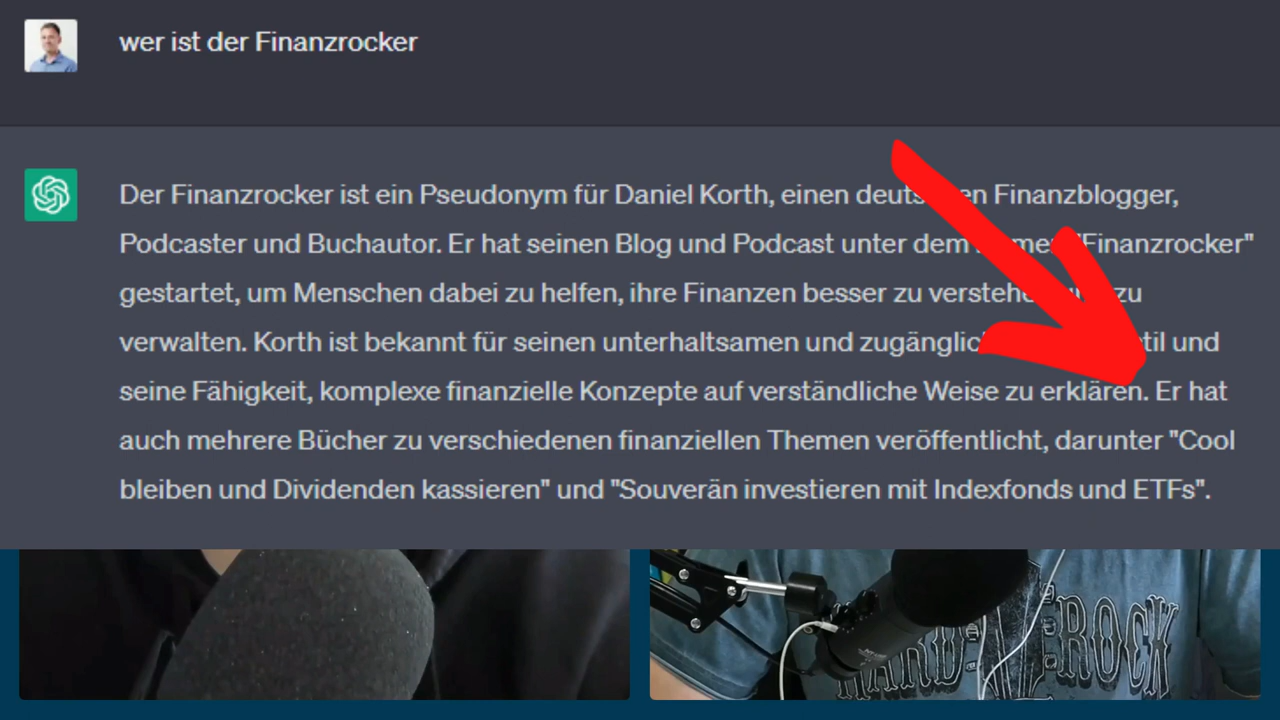 wer ist der Finanzrocker
Der Finanzrocker ist ein Pseudonym für Daniel Korth, einen Finanzblogger,
Podcaster und Buchautor. Er hat seinen Blog und Podcast unter dem "Finanzrocker"
gestartet, um Menschen dabei zu helfen, ihre Finanzen besser zu zu
verwalten. Korth ist bekannt für seinen unterhaltsamen und und
seine Fähigkeit, komplexe finanzielle Konzepte auf verständliche Weise zu erklären. Er hat
auch mehrere Bücher zu verschiedenen finanziellen Themen veröffentlicht, darunter "Cool
bleiben und Dividenden kassieren" und "Souverän investieren mit Indexfonds und ETFs".
ROCK